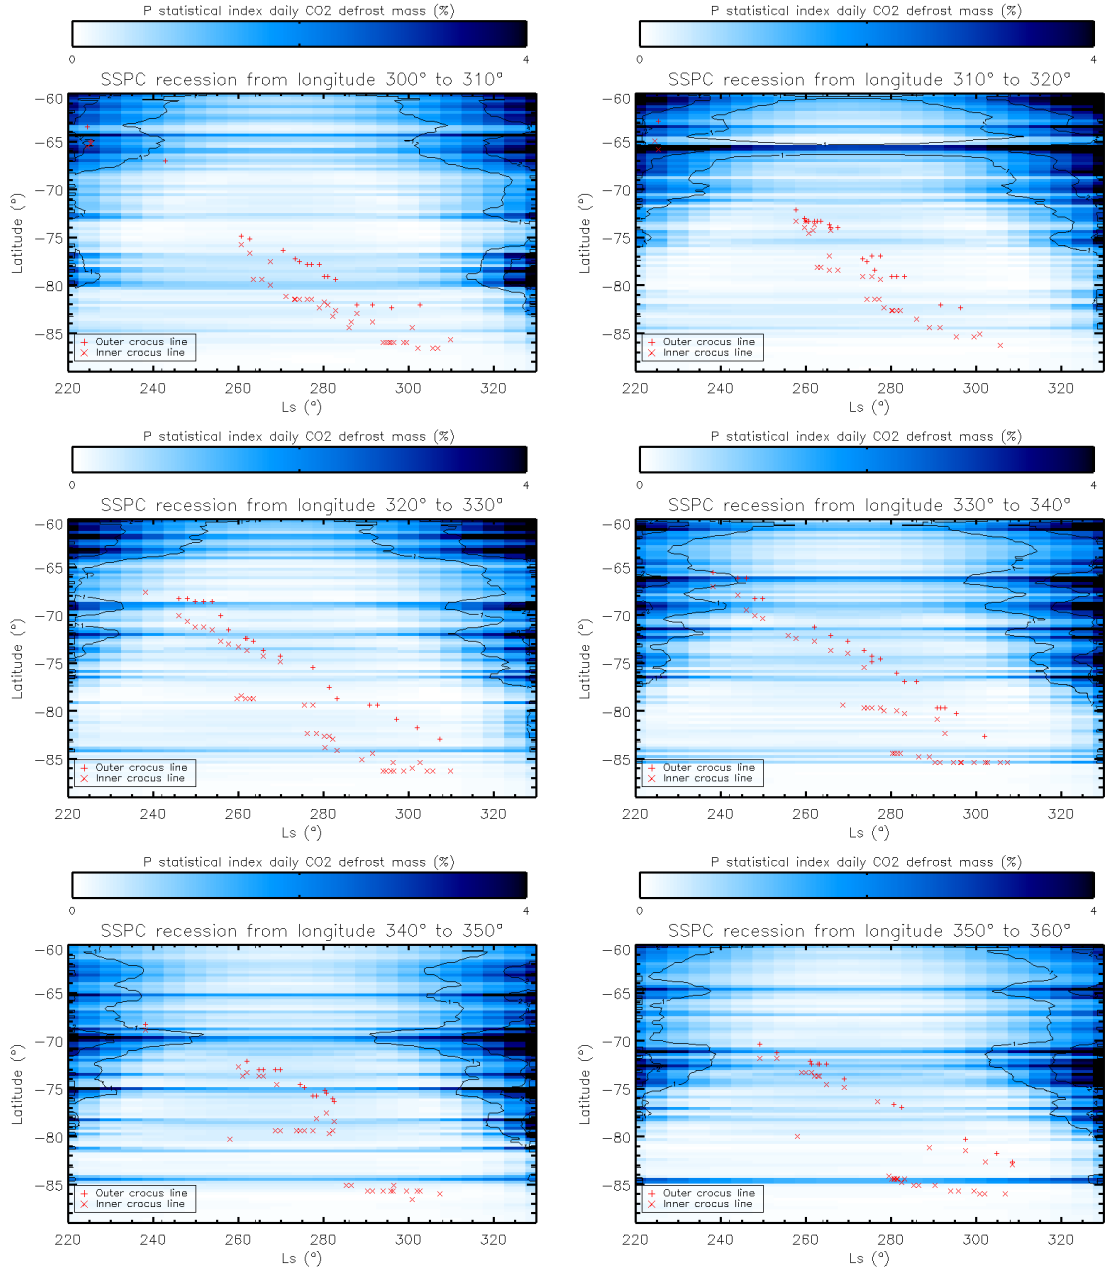 P statistical index daily CO2 defrost mass (%)
0 4
SSPC recession from longitude 300° to 310°
-60
-65
-70
-75
-80
-85
Latitude (°)
+ Outer crocus line
× Inner crocus line
220 240 260 280 300 320
Ls (°)
P statistical index daily CO2 defrost mass (%)
0 4
SSPC recession from longitude 310° to 320°
-60
-65
-70
-75
-80
-85
Latitude (°)
+ Outer crocus line
× Inner crocus line
220 240 260 280 300 320
Ls (°)
P statistical index daily CO2 defrost mass (%)
0 4
SSPC recession from longitude 320° to 330°
-60
-65
-70
-75
-80
-85
Latitude (°)
+ Outer crocus line
× Inner crocus line
220 240 260 280 300 320
Ls (°)
P statistical index daily CO2 defrost mass (%)
0 4
SSPC recession from longitude 330° to 340°
-60
-65
-70
-75
-80
-85
Latitude (°)
+ Outer crocus line
× Inner crocus line
220 240 260 280 300 320
Ls (°)
P statistical index daily CO2 defrost mass (%)
0 4
SSPC recession from longitude 340° to 350°
-60
-65
-70
-75
-80
-85
Latitude (°)
+ Outer crocus line
× Inner crocus line
220 240 260 280 300 320
Ls (°)
P statistical index daily CO2 defrost mass (%)
0 4
SSPC recession from longitude 350° to 360°
-60
-65
-70
-75
-80
-85
Latitude (°)
+ Outer crocus line
× Inner crocus line
220 240 260 280 300 320
Ls (°)